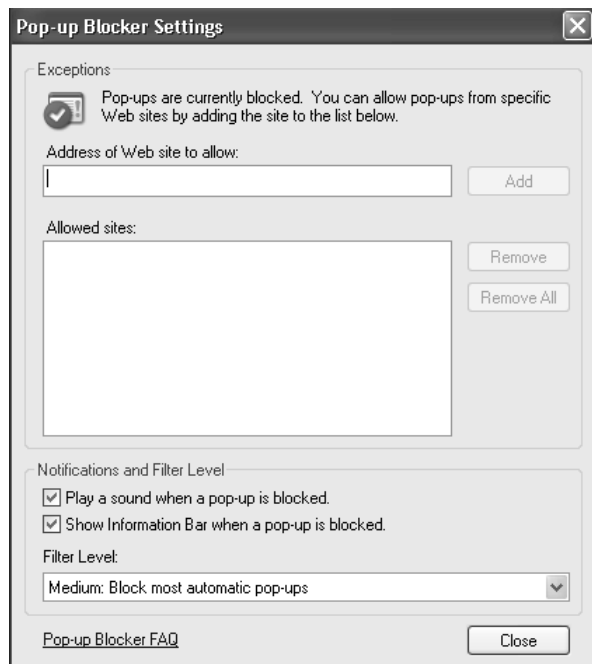 Pop-up Blocker Settings
Exceptions
Pop-ups are currently blocked. You can allow pop-ups from specific
Web sites by adding the site to the list below.
Address of Web site to allow:
Add
Allowed sites:
Remove
Remove All
Notifications and Filter Level
Play a sound when a pop-up is blocked.
Show Information Bar when a pop-up is blocked.
Filter Level:
Medium: Block most automatic pop-ups
Pop-up Blocker FAQ
Close